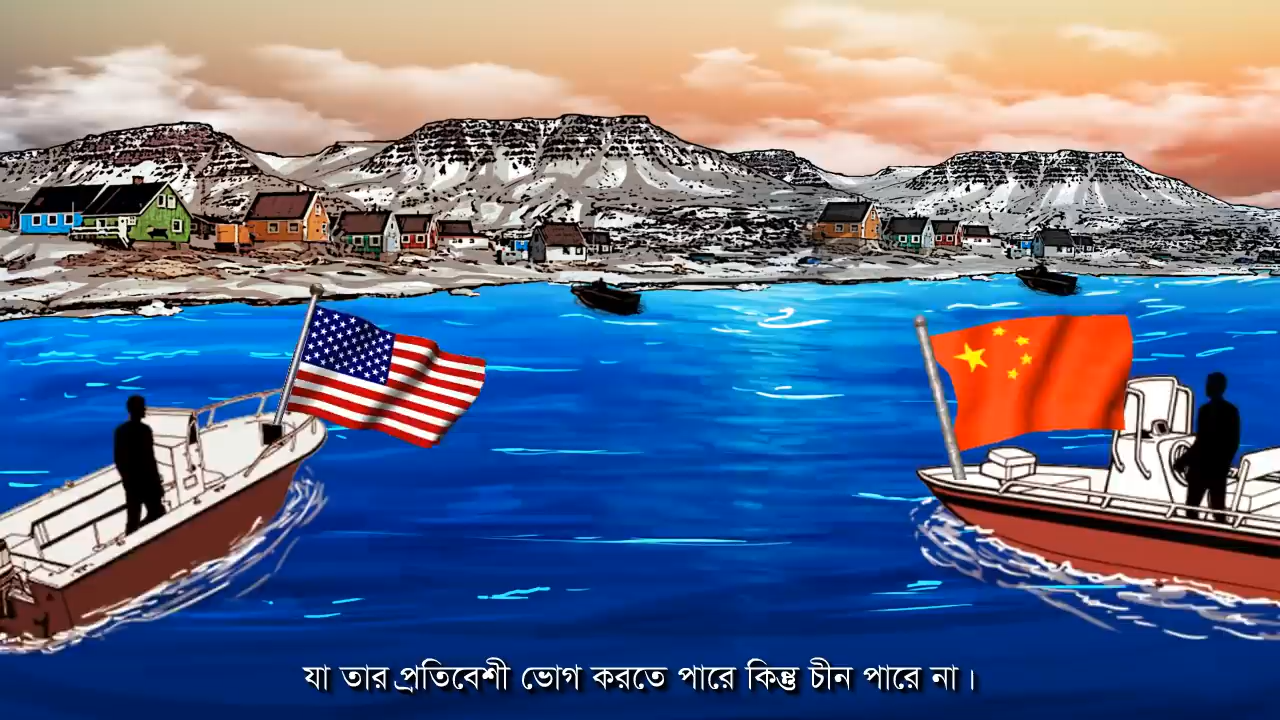 যা তার প্রতিবেশী ভোগ করতে পারে কিন্তু চীন পারে না।